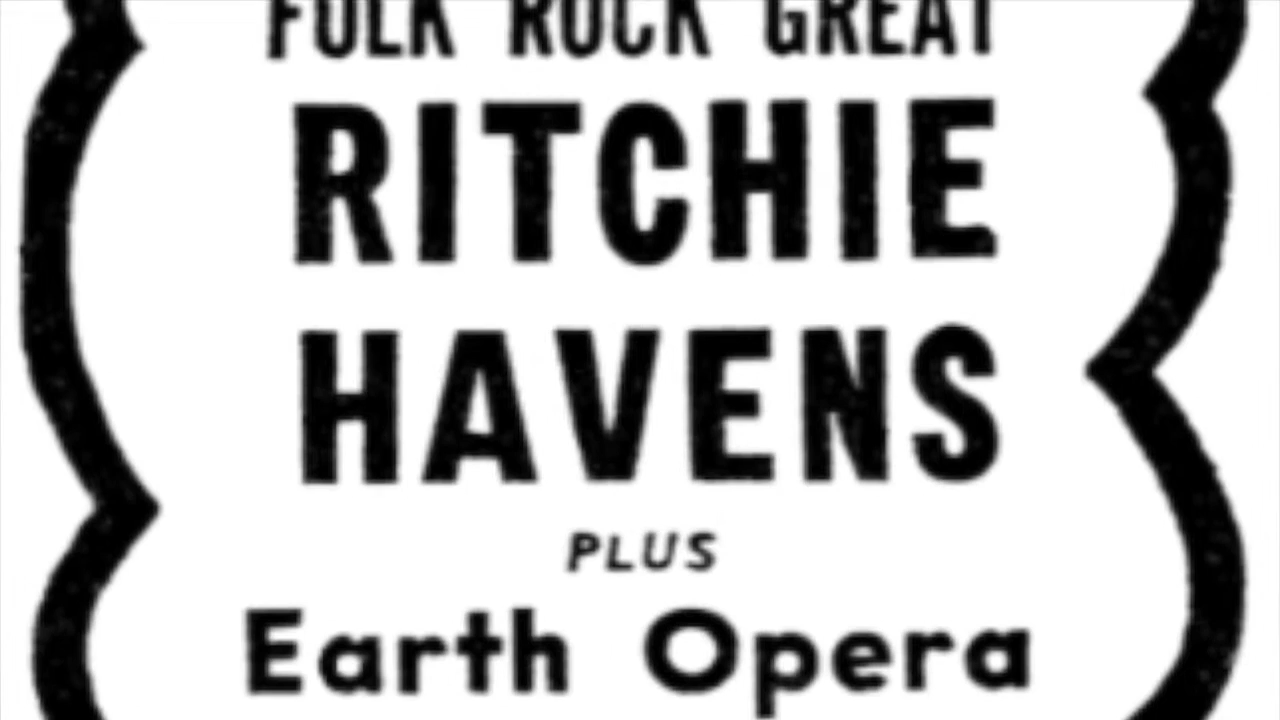 FOLK ROCK GREAT
RITCHIE
HAVENS
PLUS
Earth Opera